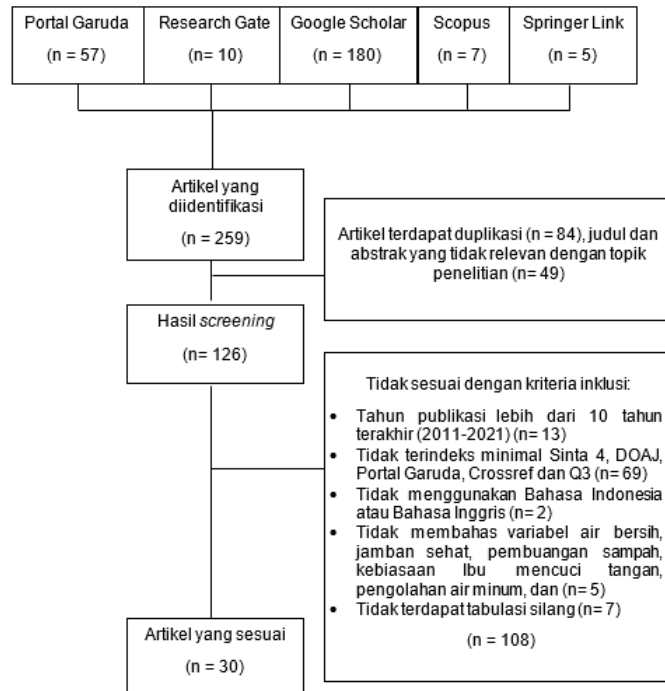 Portal Garuda
(n = 57)
Research Gate
(n= 10)
Google Scholar
(n = 180)
Scopus
(n = 7)
Springer Link
(n = 5)
Artikel yang
diidentifikasi
(n = 259)
Artikel terdapat duplikasi (n = 84), judul dan
abstrak yang tidak relevan dengan topik
penelitian (n= 49)
Hasil screening
(n= 126)
Tidak sesuai dengan kriteria inklusi:
• Tahun publikasi lebih dari 10 tahun
terakhir (2011-2021) (n= 13)
• Tidak terindeks minimal Sinta 4, DOAJ,
Portal Garuda, Crossref dan Q3 (n= 69)
• Tidak menggunakan Bahasa Indonesia
atau Bahasa Inggris (n= 2)
• Tidak membahas variabel air bersih,
jamban sehat, pembuangan sampah,
kebiasaan Ibu mencuci tangan,
pengolahan air minum, dan (n= 5)
• Tidak terdapat tabulasi silang (n= 7)
(n = 108)
Artikel yang sesuai
(n = 30)